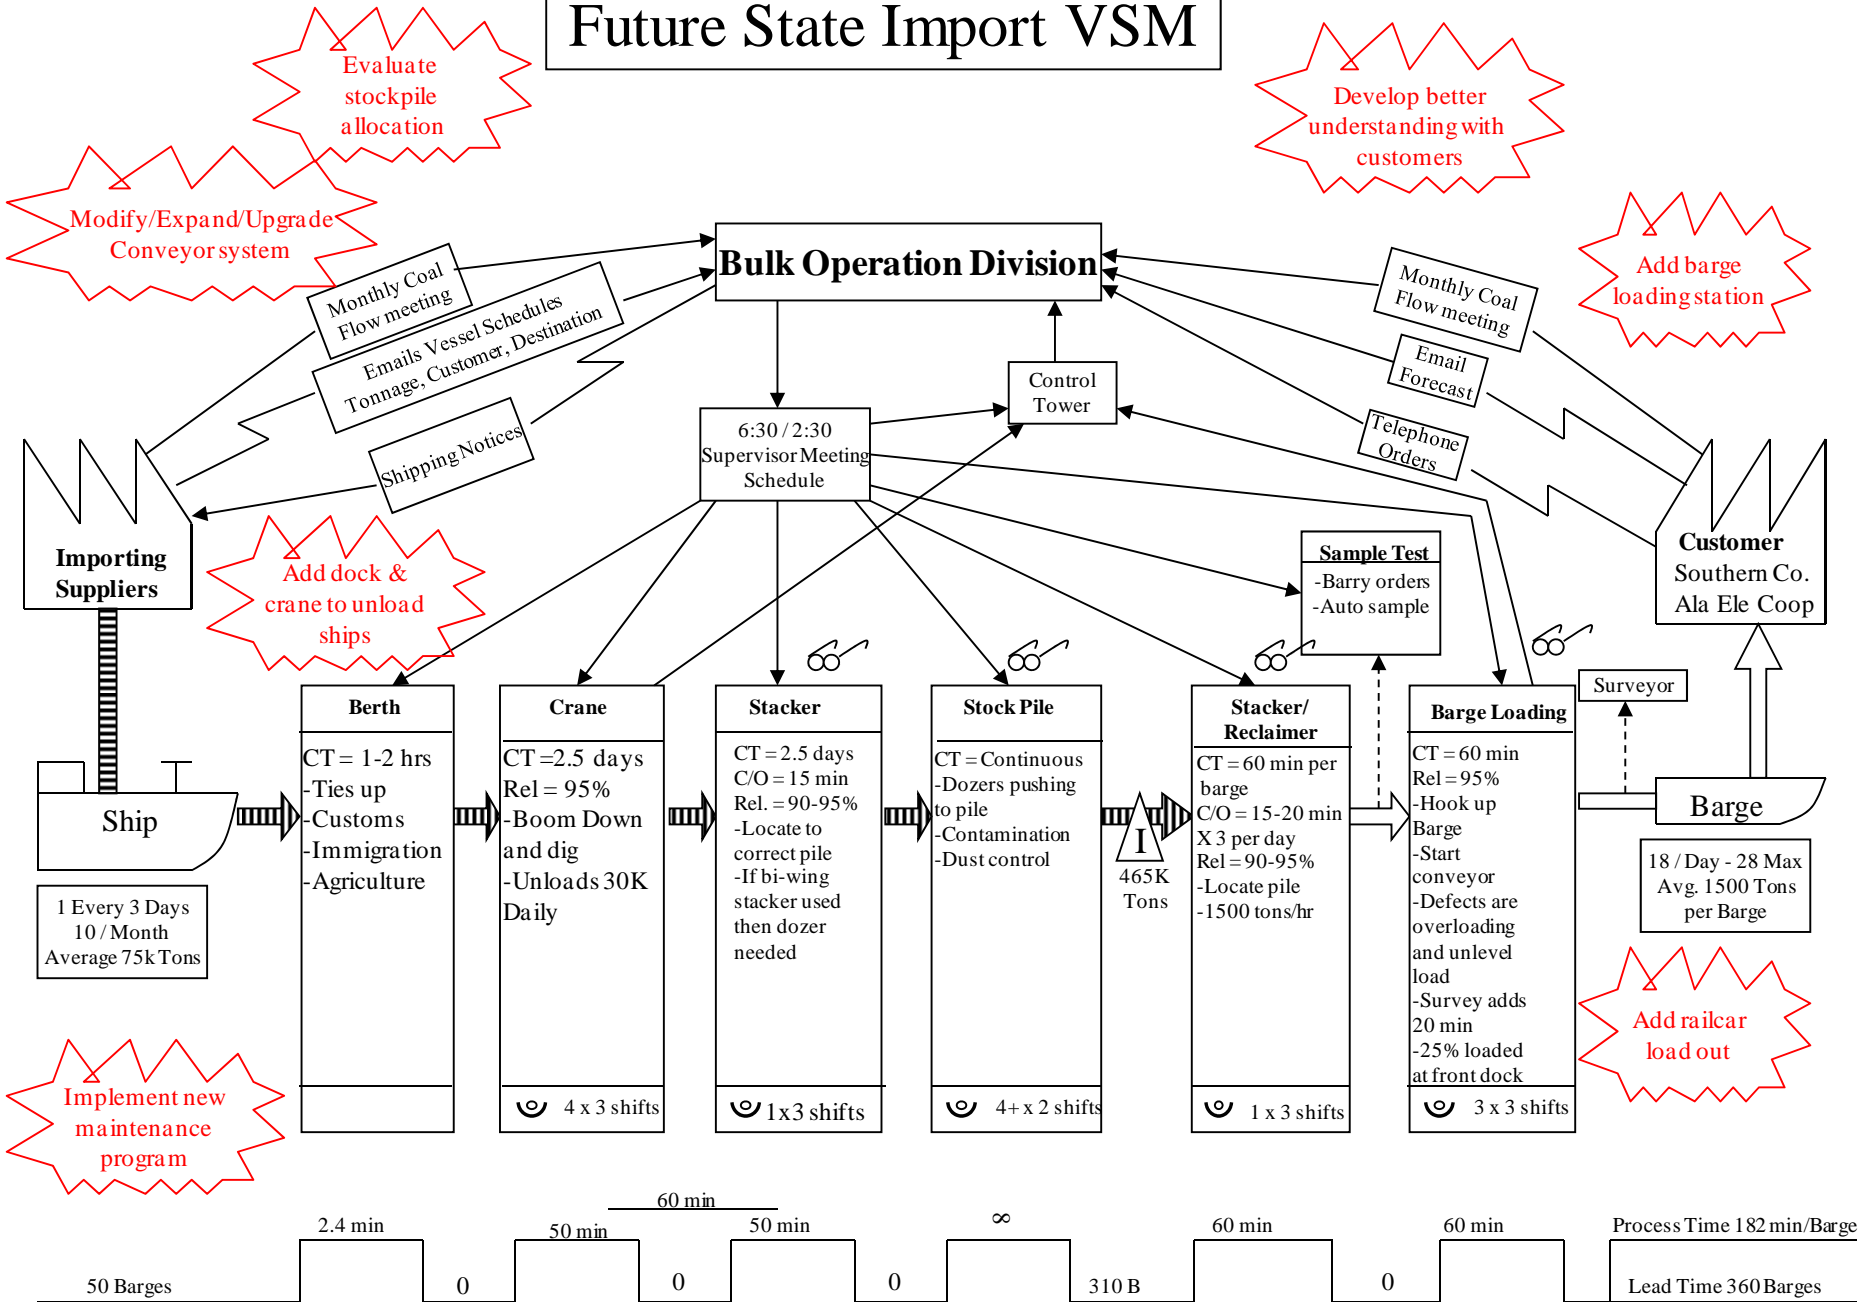 Future State Import VSM
Evaluate
stockpile
allocation
Develop better
understanding with
customers
Modify/Expand/Upgrade
Conveyor system
Add barge
loading station
Bulk Operation Division
Monthly Coal
Flow meeting
Emails Vessel Schedules
Tonnage, Customer, Destination
Shipping Notices
Monthly Coal
Flow meeting
Email
Forecast
Telephone
Orders
Control
Tower
6:30 / 2:30
Supervisor Meeting
Schedule
Importing
Suppliers
Add dock &
crane to unload
ships
Sample Test
-Barry orders
-Auto sample
Customer
Southern Co.
Ala Ele Coop
Surveyor
Ship
1 Every 3 Days
10 / Month
Average 75k Tons
Berth
CT = 1-2 hrs
-Ties up
-Customs
-Immigration
-Agriculture
Crane
CT =2.5 days
Rel = 95%
-Boom Down
and dig
-Unloads 30K
Daily
4 x 3 shifts
Stacker
CT = 2.5 days
C/O = 15 min
Rel. = 90-95%
-Locate to
correct pile
-If bi-wing
stacker used
then dozer
needed
1x3 shifts
Stock Pile
CT = Continuous
-Dozers pushing
to pile
-Contamination
-Dust control
4+ x 2 shifts
I
465K
Tons
Stacker/
Reclaimer
CT = 60 min per
barge
C/O = 15-20 min
X 3 per day
Rel = 90-95%
-Locate pile
-1500 tons/hr
1 x 3 shifts
Barge Loading
CT = 60 min
Rel = 95%
-Hook up
Barge
-Start
conveyor
-Defects are
overloading
and unlevel
load
-Survey adds
20 min
-25% loaded
at front dock
3 x 3 shifts
Barge
18 / Day - 28 Max
Avg. 1500 Tons
per Barge
Add railcar
load out
Implement new
maintenance
program
60 min
2.4 min
50 min
50 min
∞
60 min
60 min
Process Time 182 min/Barge
50 Barges
0
0
0
310 B
0
Lead Time 360 Barges